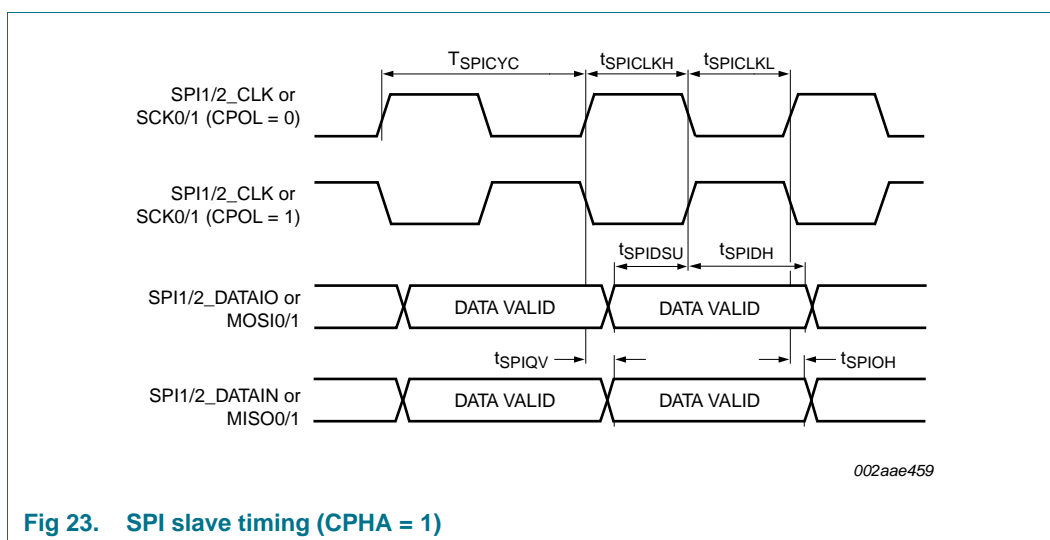 TSPICYC tSPICLKH tSPICLKL
SPI1/2_CLK or
SCK0/1 (CPOL = 0)
SPI1/2_CLK or
SCK0/1 (CPOL = 1)
tSPIDSU tSPIDH
SPI1/2_DATAIO or
MOSI0/1
DATA VALID DATA VALID
tSPIQV tSPIOH
SPI1/2_DATAIN or
MISO0/1
DATA VALID DATA VALID
002aae459
Fig 23. SPI slave timing (CPHA = 1)